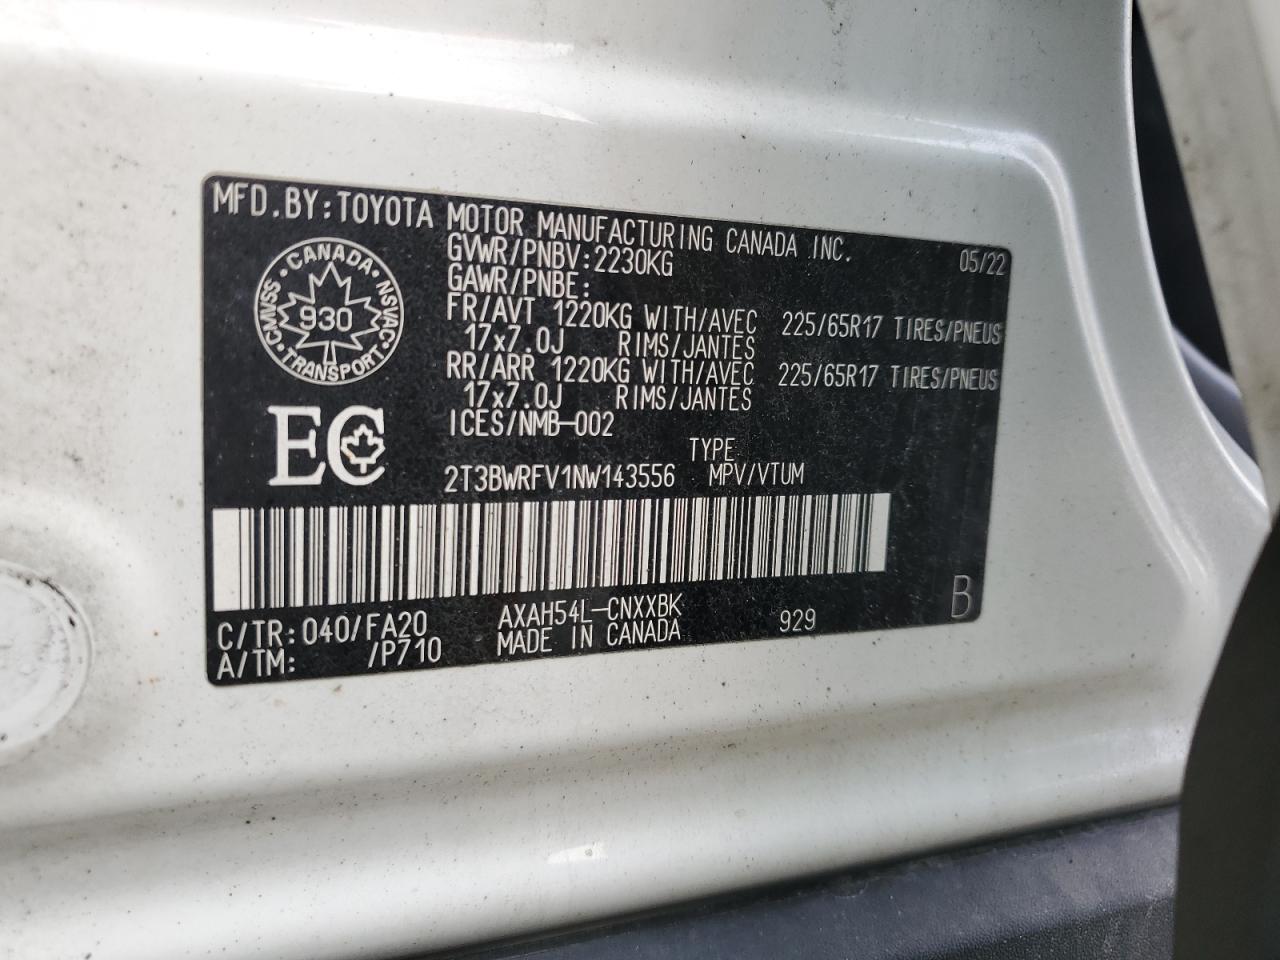 MFD.BY:TOYOTA MOTOR MANUFACTURING CANADA INC. 05/22
GVWR/PNBV:2230KG
GAWR/PNBE:
FR/AVT 1220KG WITH/AVEC 225/65R17 TIRES/PNEUS
17x7.0J RIMS/JANTES
RR/ARR 1220KG WITH/AVEC 225/65R17 TIRES/PNEUS
17x7.0J RIMS/JANTES
ICES/NMB-002
CANADA
CMVSS 930 NSVAC
TRANSPORT
EC
TYPE
2T3BWRFV1NW143556 MPV/VTUM
C/TR:040/FA20 AXAH54L-CNXXBK 929 B
A/TM: /P710 MADE IN CANADA